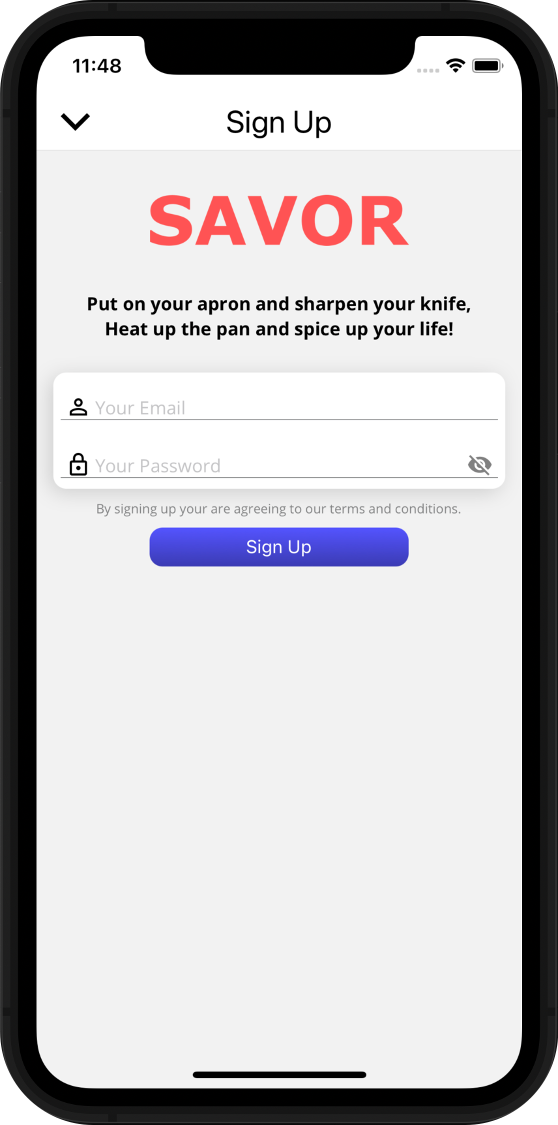 11:48
Sign Up
SAVOR
Put on your apron and sharpen your knife,
Heat up the pan and spice up your life!
Your Email
Your Password
By signing up your are agreeing to our terms and conditions.
Sign Up